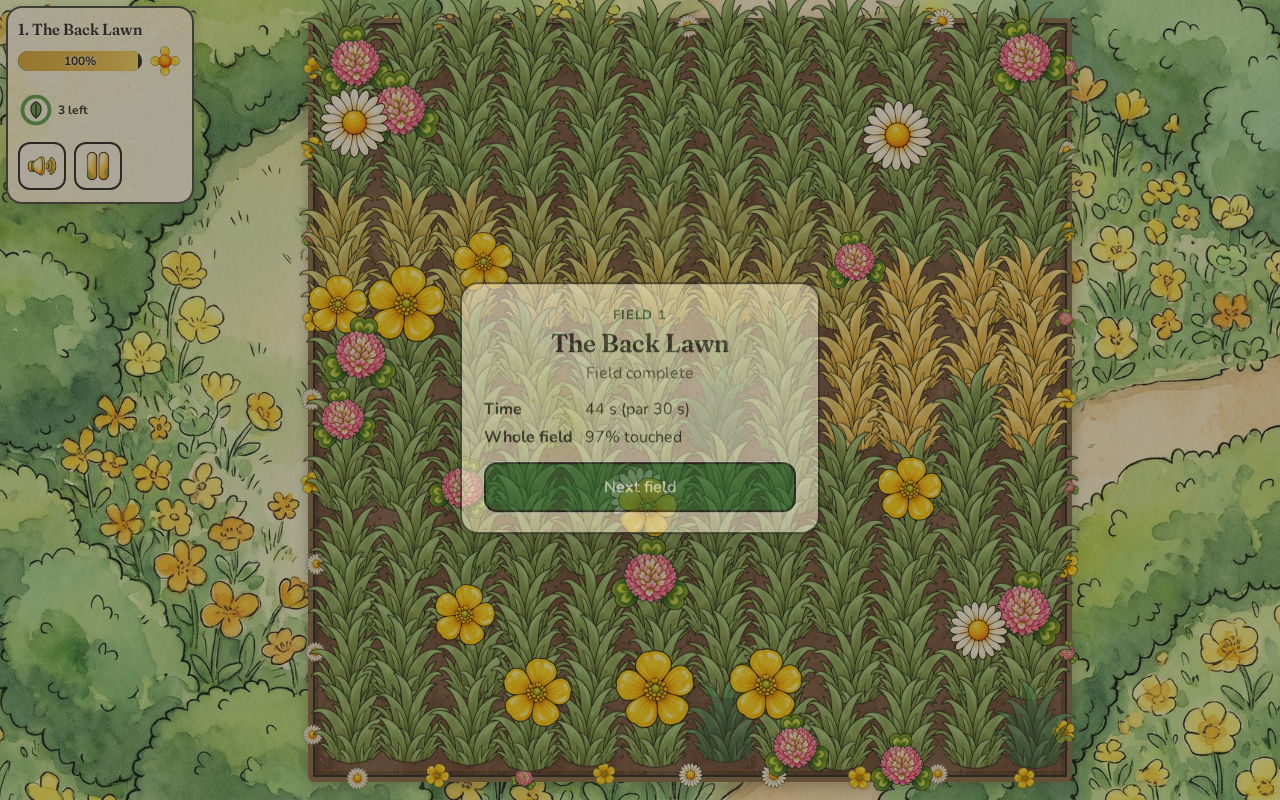 1. The Back Lawn
100%
3 left
FIELD 1
The Back Lawn
Field complete
Time 44 s (par 30 s)
Whole field 97% touched
Next field